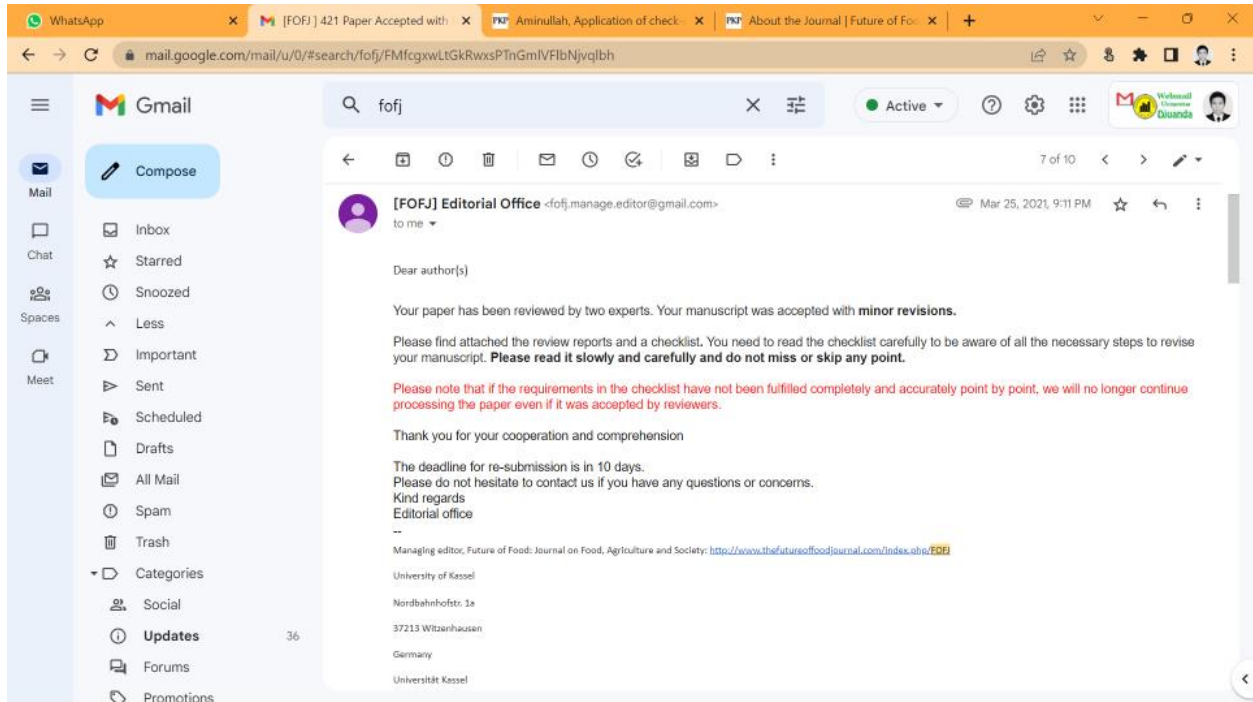 WhatsApp
[FOFJ ] 421 Paper Accepted with
PKP Aminullah, Application of check-
PKP About the Journal | Future of Foo
mail.google.com/mail/u/0/#search/fofj/FMfcgxwLtGkRwxsPTnGmlVFlbNjvqlbh
Gmail
fofj
Active
Webmail
Universitas
Djuanda
Compose
7 of 10
Mail
Chat
Spaces
Meet
Inbox
Starred
Snoozed
Less
Important
Sent
Scheduled
Drafts
All Mail
Spam
Trash
Categories
Social
Updates 36
Forums
Promotions
[FOFJ] Editorial Office <fofj.manage.editor@gmail.com>
Mar 25, 2021, 9:11 PM
to me
Dear author(s)
Your paper has been reviewed by two experts. Your manuscript was accepted with minor revisions.
Please find attached the review reports and a checklist. You need to read the checklist carefully to be aware of all the necessary steps to revise
your manuscript. Please read it slowly and carefully and do not miss or skip any point.
Please note that if the requirements in the checklist have not been fulfilled completely and accurately point by point, we will no longer continue
processing the paper even if it was accepted by reviewers.
Thank you for your cooperation and comprehension
The deadline for re-submission is in 10 days.
Please do not hesitate to contact us if you have any questions or concerns.
Kind regards
Editorial office
--
Managing editor, Future of Food: Journal on Food, Agriculture and Society: http://www.thefutureoffoodjournal.com/index.php/FOFJ
University of Kassel
Nordbahnhofstr. 1a
37213 Witzenhausen
Germany
Universität Kassel